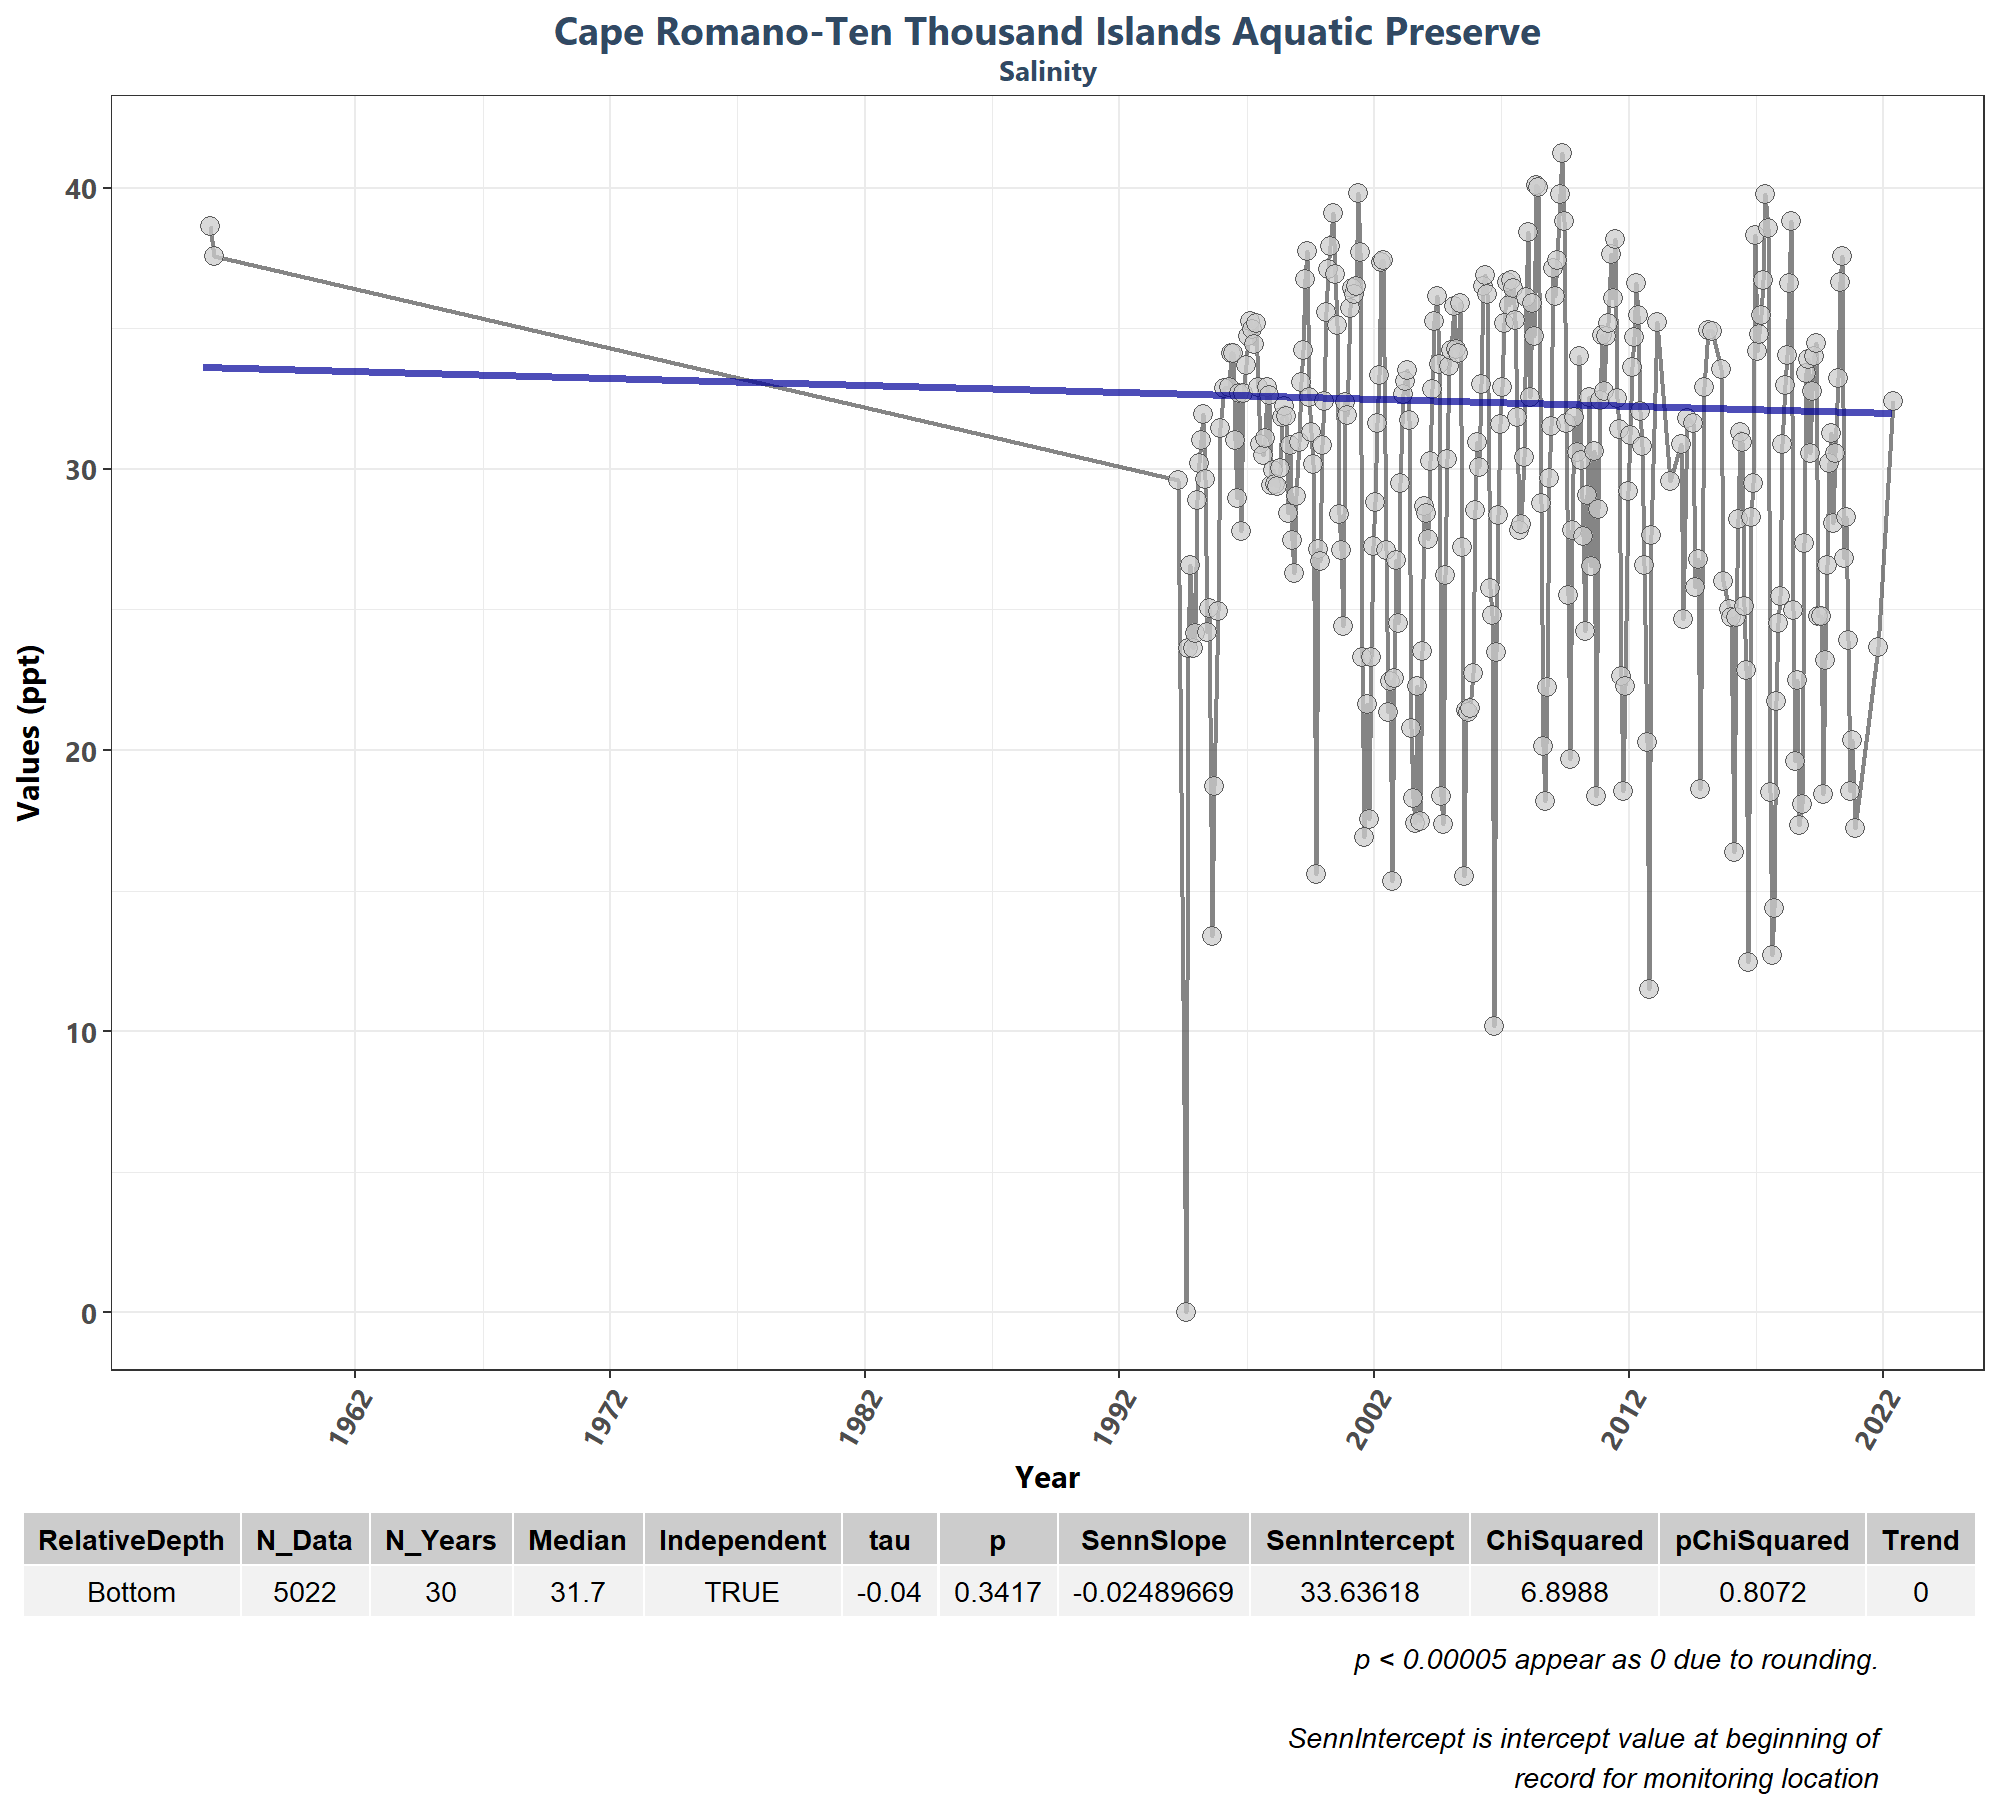 Cape Romano-Ten Thousand Islands Aquatic Preserve
Salinity
Values (ppt)
40
30
20
10
0
1962 1972 1982 1992 2002 2012 2022
Year
RelativeDepth N_Data N_Years Median Independent tau p SennSlope SennIntercept ChiSquared pChiSquared Trend
Bottom 5022 30 31.7 TRUE -0.04 0.3417 -0.02489669 33.63618 6.8988 0.8072 0
p < 0.00005 appear as 0 due to rounding.
SennIntercept is intercept value at beginning of
record for monitoring location